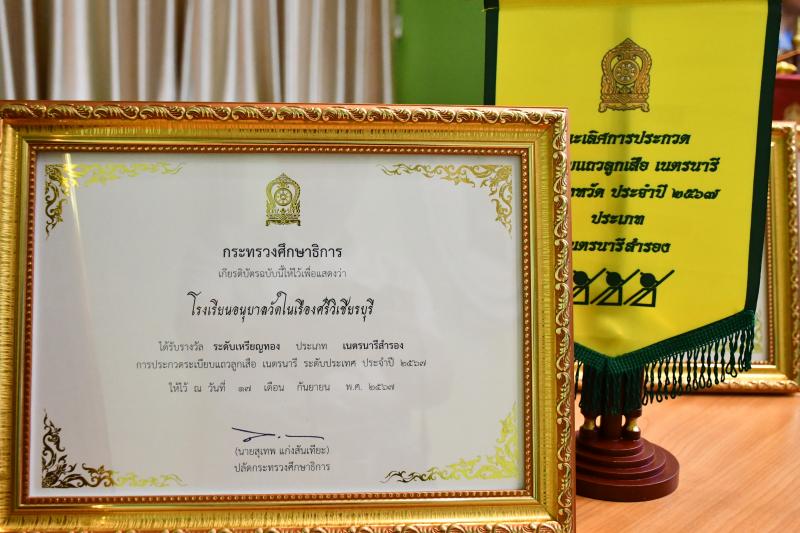 กระทรวงศึกษาธิการ
เกียรติบัตรฉบับนี้ให้ไว้เพื่อแสดงว่า
โรงเรียนอนุบาลวัดในเรืองศรีวิเชียรบุรี
ได้รับรางวัล ระดับเหรียญทอง ประเภท เนตรนารีสำรอง
การประกวดระเบียบแถวลูกเสือ เนตรนารี ระดับประเทศ ประจำปี ๒๕๖๗
ให้ไว้ ณ วันที่ ๑๗ เดือน กันยายน พ.ศ. ๒๕๖๗
(นายสุเทพ แก่งสันเทียะ)
ปลัดกระทรวงศึกษาธิการ
นะเลิศการประกวด
บแถวลูกเสือ เนตรนารี
งหวัด ประจำปี ๒๕๖๗
ประเภท
นตรนารีสำรอง